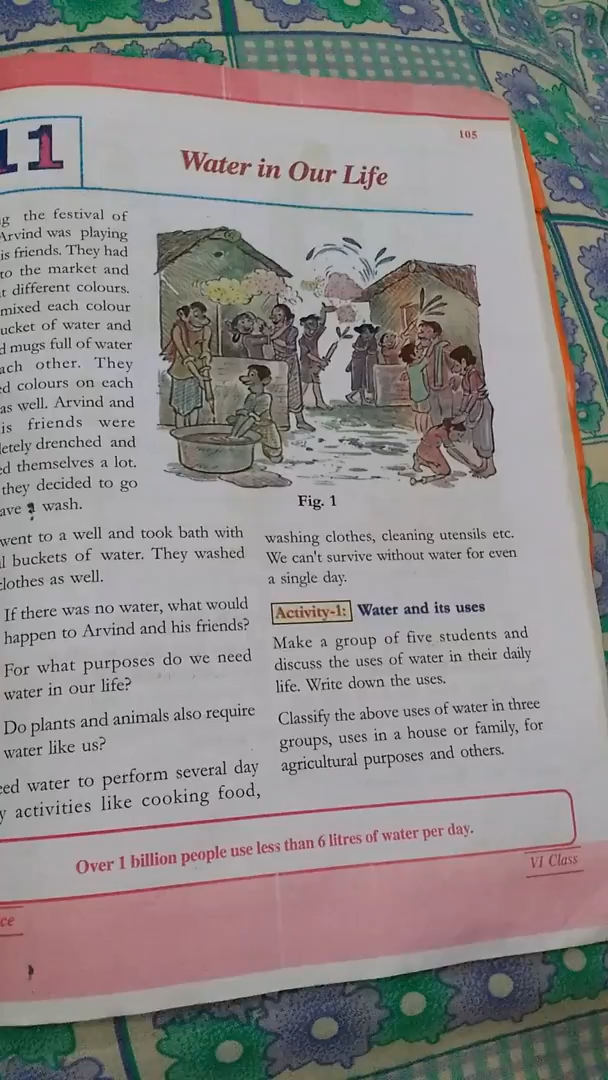 105
11
Water in Our Life
g the festival of
Arvind was playing
is friends. They had
to the market and
t different colours.
mixed each colour
ucket of water and
d mugs full of water
ach other. They
ed colours on each
as well. Arvind and
is friends were
letely drenched and
ed themselves a lot.
they decided to go
ave a wash.
Fig. 1
went to a well and took bath with
l buckets of water. They washed
clothes as well.
If there was no water, what would
happen to Arvind and his friends?
For what purposes do we need
water in our life?
Do plants and animals also require
water like us?
eed water to perform several day
y activities like cooking food,
washing clothes, cleaning utensils etc.
We can't survive without water for even
a single day.
Activity-1: Water and its uses
Make a group of five students and
discuss the uses of water in their daily
life. Write down the uses.
Classify the above uses of water in three
groups, uses in a house or family, for
agricultural purposes and others.
Over 1 billion people use less than 6 litres of water per day.
VI Class
ce